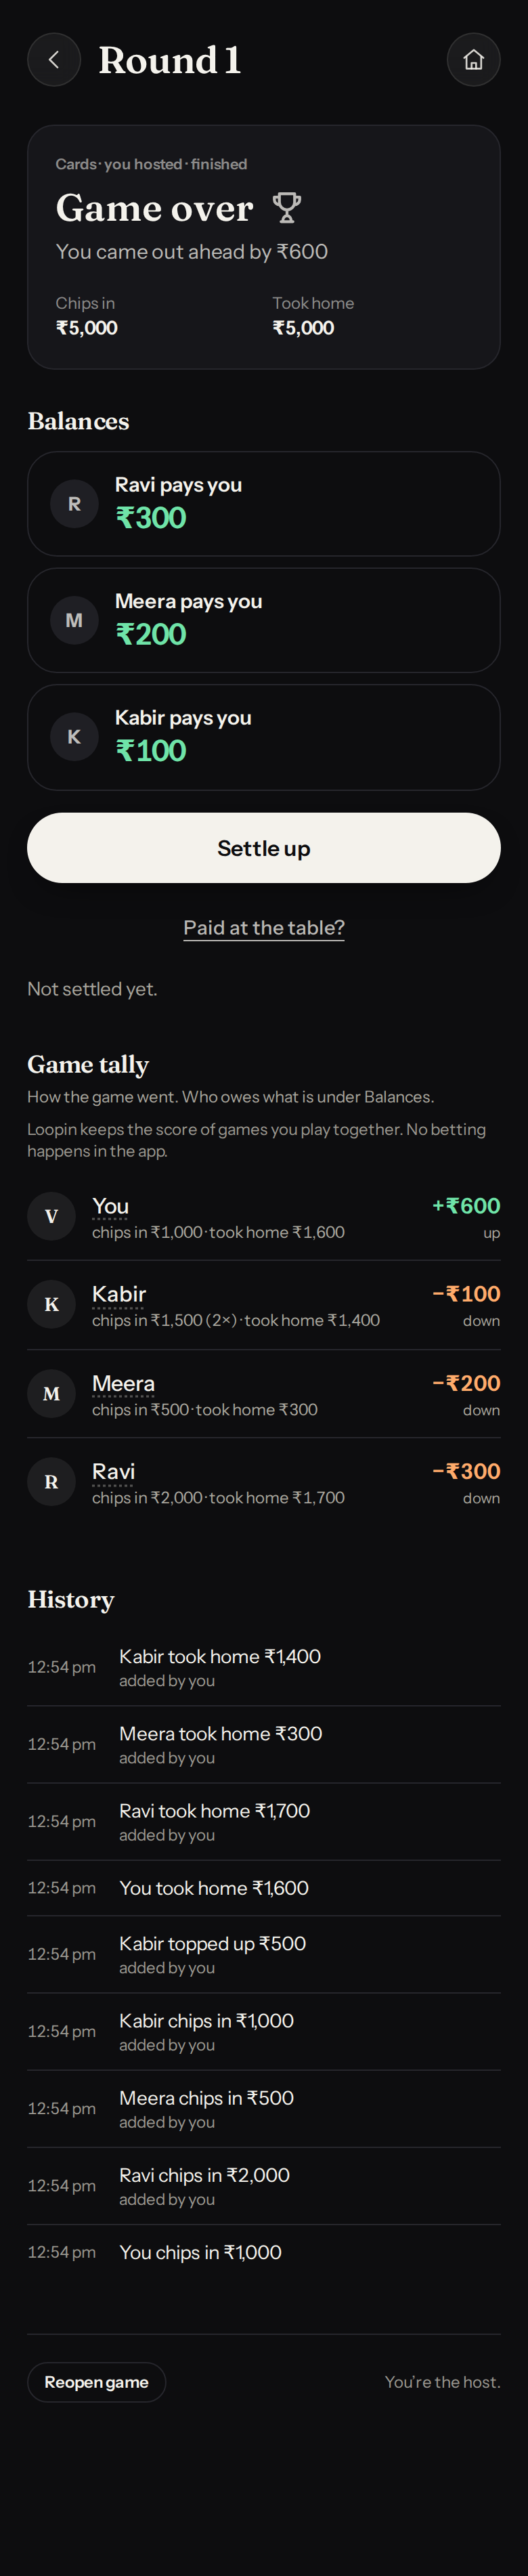 Round 1
Cards · you hosted · finished
Game over
You came out ahead by ₹600
Chips in
₹5,000
Took home
₹5,000
Balances
R
Ravi pays you
₹300
M
Meera pays you
₹200
K
Kabir pays you
₹100
Settle up
Paid at the table?
Not settled yet.
Game tally
How the game went. Who owes what is under Balances.
Loopin keeps the score of games you play together. No betting
happens in the app.
V
You
+₹600
chips in ₹1,000 · took home ₹1,600
up
K
Kabir
−₹100
chips in ₹1,500 (2×) · took home ₹1,400
down
M
Meera
−₹200
chips in ₹500 · took home ₹300
down
R
Ravi
−₹300
chips in ₹2,000 · took home ₹1,700
down
History
12:54 pm
Kabir took home ₹1,400
added by you
12:54 pm
Meera took home ₹300
added by you
12:54 pm
Ravi took home ₹1,700
added by you
12:54 pm
You took home ₹1,600
12:54 pm
Kabir topped up ₹500
added by you
12:54 pm
Kabir chips in ₹1,000
added by you
12:54 pm
Meera chips in ₹500
added by you
12:54 pm
Ravi chips in ₹2,000
added by you
12:54 pm
You chips in ₹1,000
Reopen game
You're the host.